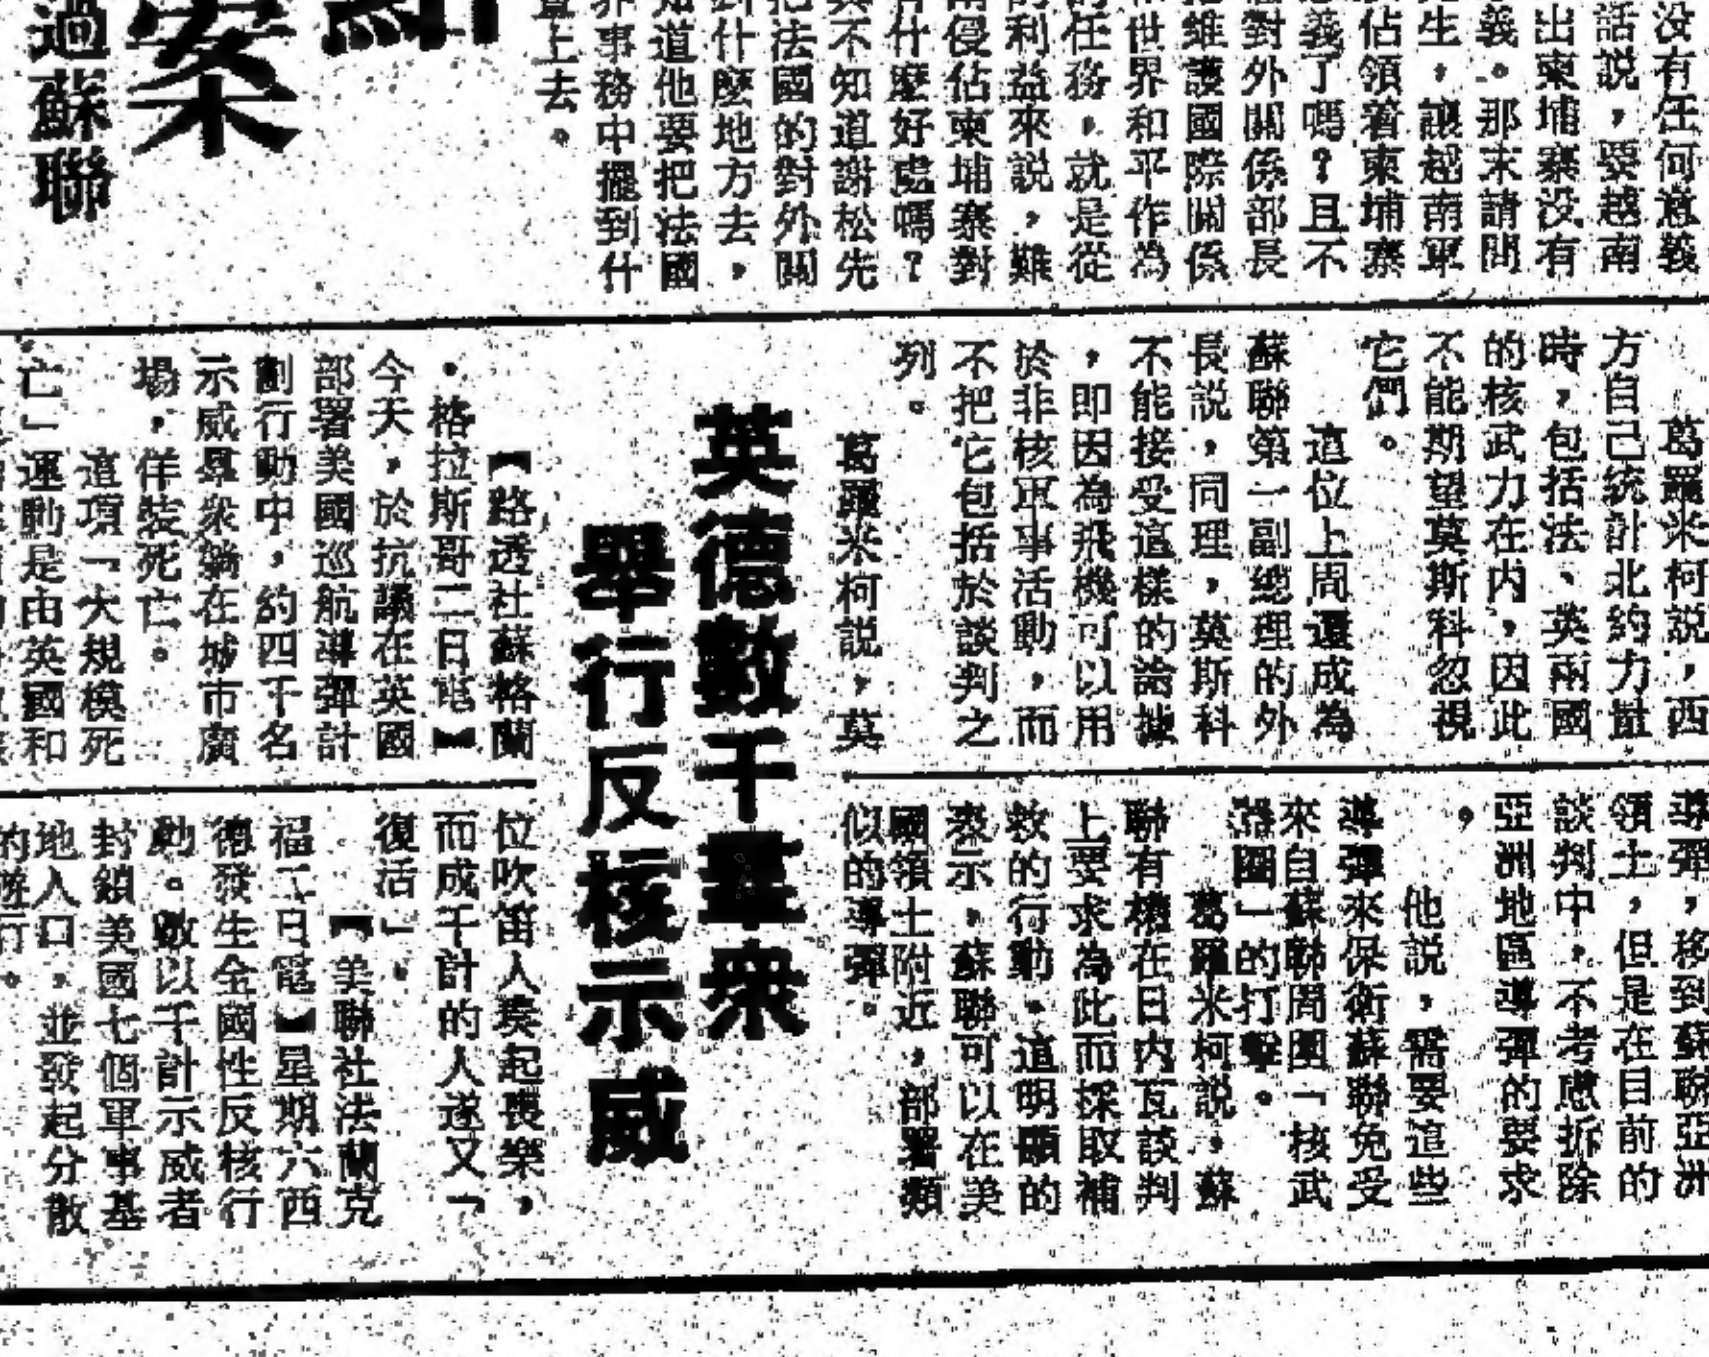 没有任何意義
話説，要越南
出柬埔寨没有
義。那末請問
生，讓越南軍
佔領着柬埔寨
義了嗎？且不
對外關係部長
維護國際關係
世界和平作為
任務，就是從
利益來説，難
侵佔柬埔寨對
什麼好處嗎？
不知道謝松先
把法國的對外關
什麼地方去，
知道他要把法國
界事務中擺到什
置上去。
案
過蘇聯
葛羅米柯説，西
方自己統計北約力量
時，包括法、英兩國
的核武力在内，因此
不能期望莫斯科忽視
它們。
這位上周還成為
蘇聯第一副總理的外
長説，同理，莫斯科
不能接受這樣的論據
，即因為飛機可以用
於非核軍事活動，而
不把它包括於談判之
列。
葛羅米柯説，莫
導彈，移到蘇聯亞洲
領土，但是在目前的
談判中，不考慮拆除
亞洲地區導彈的要求
。
他説，需要這些
導彈來保衛蘇聯免受
來自蘇聯周圍「核武
器圈」的打擊。
葛羅米柯説，蘇
聯有權在日内瓦談判
上要求為此而採取補
救的行動。這明顯的
表示，蘇聯可以在美
國領土附近，部署類
似的導彈。
英德數千羣衆
舉行反核示威
【路透社蘇格蘭
·格拉斯哥二日電】
今天，於抗議在英國
部署美國巡航導彈計
劃行動中，約四千名
示威羣衆躺在城市廣
場，佯裝死亡。
這項「大規模死
亡」運動是由英國和
位吹笛人奏起喪樂，
而成千計的人遂又「
復活」。
【美聯社法蘭克
福二日電】星期六西
德發生全國性反核行
動。數以千計示威者
封鎖美國七個軍事基
地入口，並發起分散
的遊行。